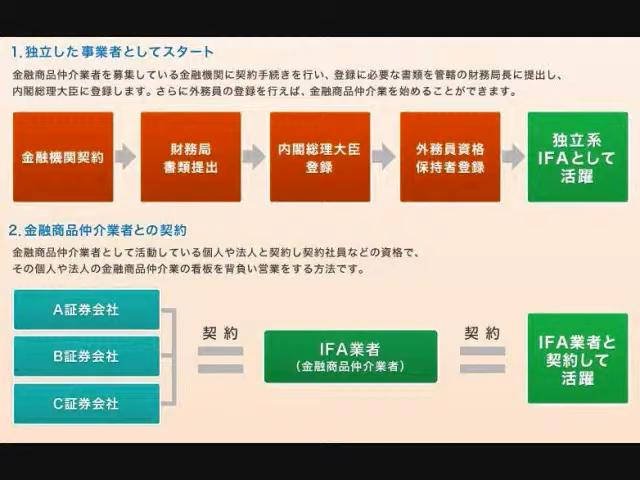 1.独立した事業者としてスタート
金融商品仲介業者を募集している金融機関に契約手続きを行い、登録に必要な書類を管轄の財務局長に提出し、
内閣総理大臣に登録します。さらに外務員の登録を行えば、金融商品仲介業を始めることができます。
金融機関契約
財務局
書類提出
内閣総理大臣
登録
外務員資格
保持者登録
独立系
IFAとして
活躍
2.金融商品仲介業者との契約
金融商品仲介業者として活動している個人や法人と契約し契約社員などの資格で、
その個人や法人の金融商品仲介業の看板を背負い営業をする方法です。
A証券会社
B証券会社
C証券会社
契約
IFA業者
(金融商品仲介業者)
契約
IFA業者と
契約して
活躍